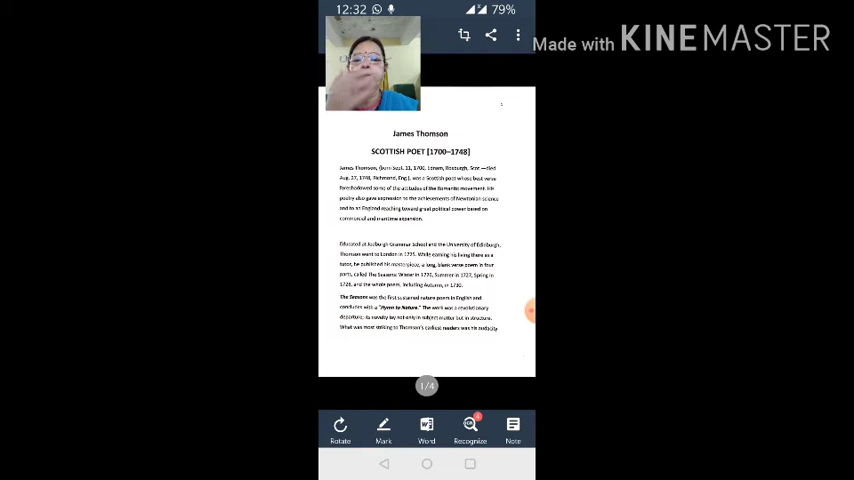 12:32 79%
Made with KINEMASTER
1
James Thomson
SCOTTISH POET [1700–1748]
James Thomson, (born Sept. 11, 1700, Ednam, Roxburgh, Scot.—died
Aug. 27, 1748, Richmond, Eng.), was a Scottish poet whose best verse
foreshadowed some of the attitudes of the Romantic movement. His
poetry also gave expression to the achievements of Newtonian science
and to an England reaching toward great political power based on
commercial and maritime expansion.
Educated at Jedburgh Grammar School and the University of Edinburgh,
Thomson went to London in 1725. While earning his living there as a
tutor, he published his masterpiece, a long, blank verse poem in four
parts, called The Seasons: Winter in 1726, Summer in 1727, Spring in
1728, and the whole poem, including Autumn, in 1730.
The Seasons was the first sustained nature poem in English and
concludes with a "Hymn to Nature." The work was a revolutionary
departure; its novelty lay not only in subject matter but in structure.
What was most striking to Thomson's earliest readers was his audacity
1/4
4
Rotate Mark Word Recognize Note